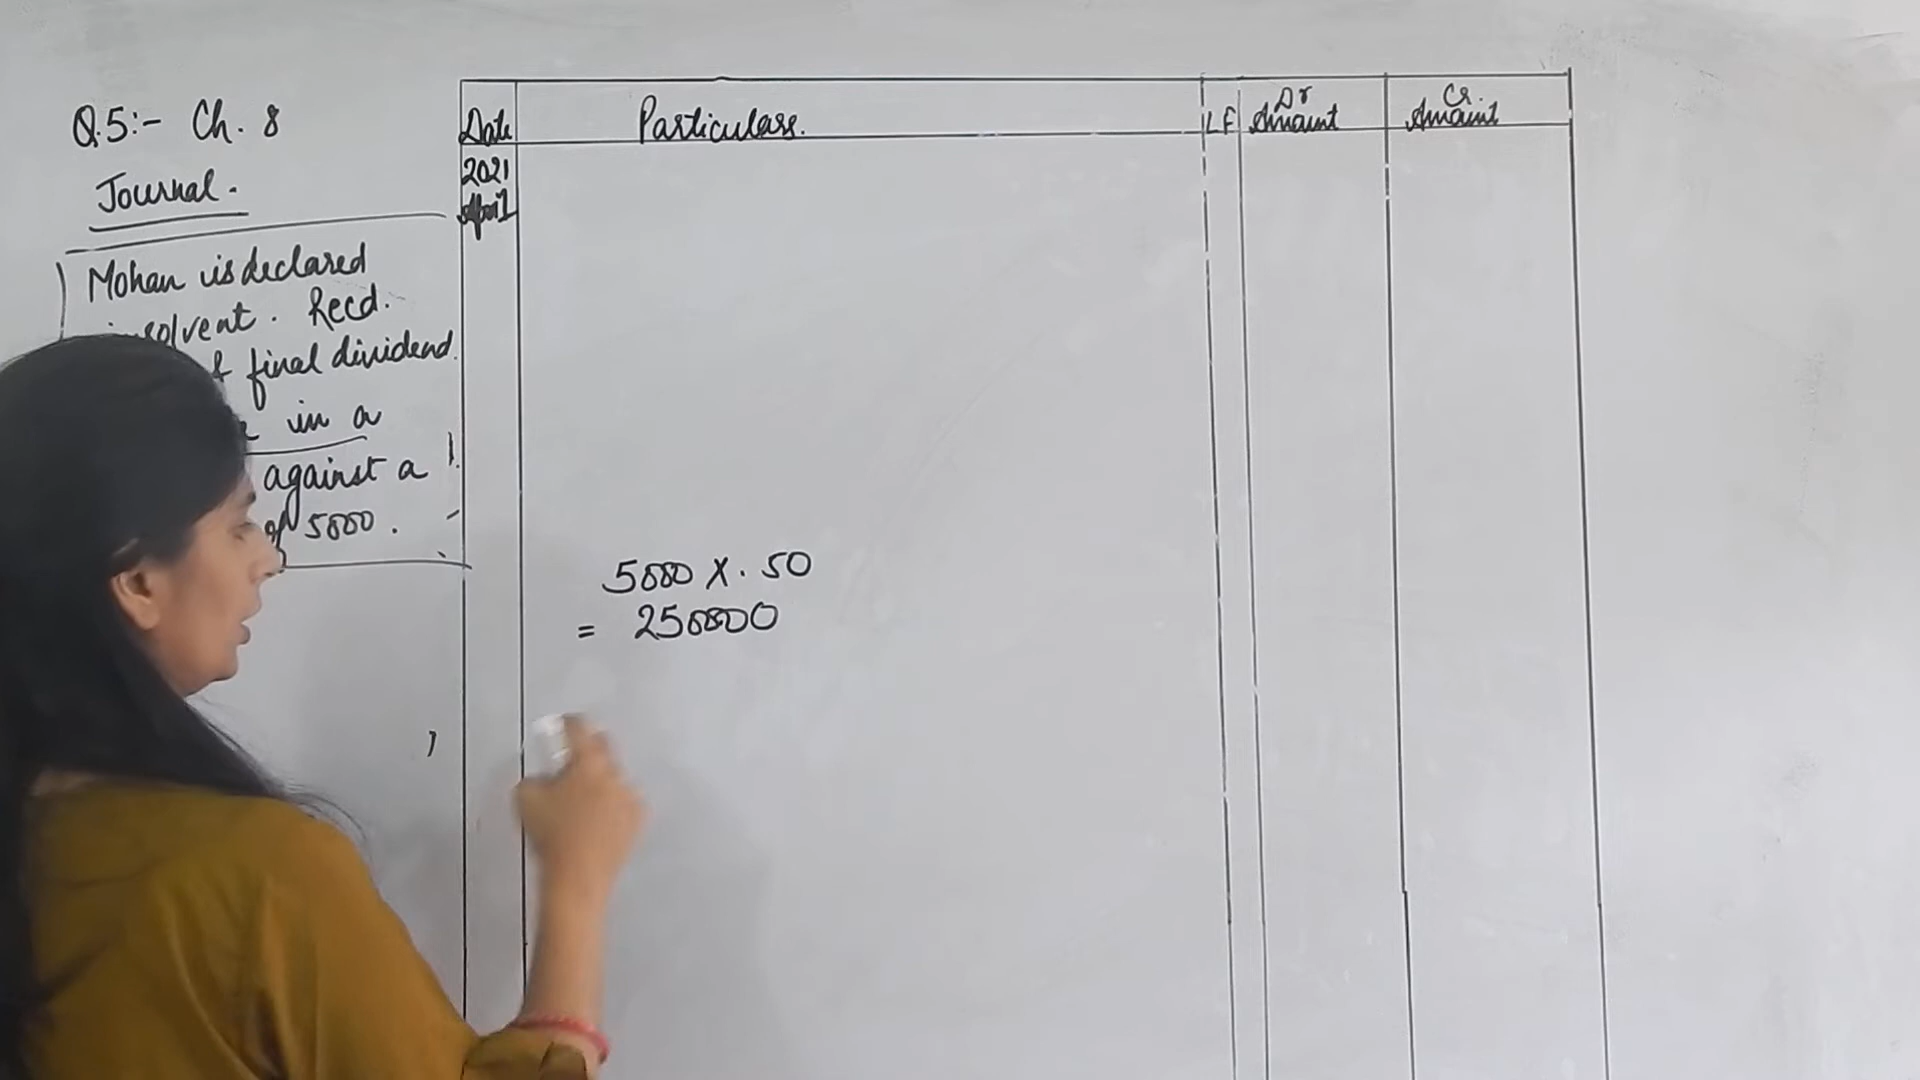 Q.5:- Ch. 8
Journal.
Mohan is declared
insolvent. Recd.
final dividend
in a
against a
of 5000.
Date Particulars. LF Dr Amount Cr. Amount
2021
April
5000 X .50
= 250000